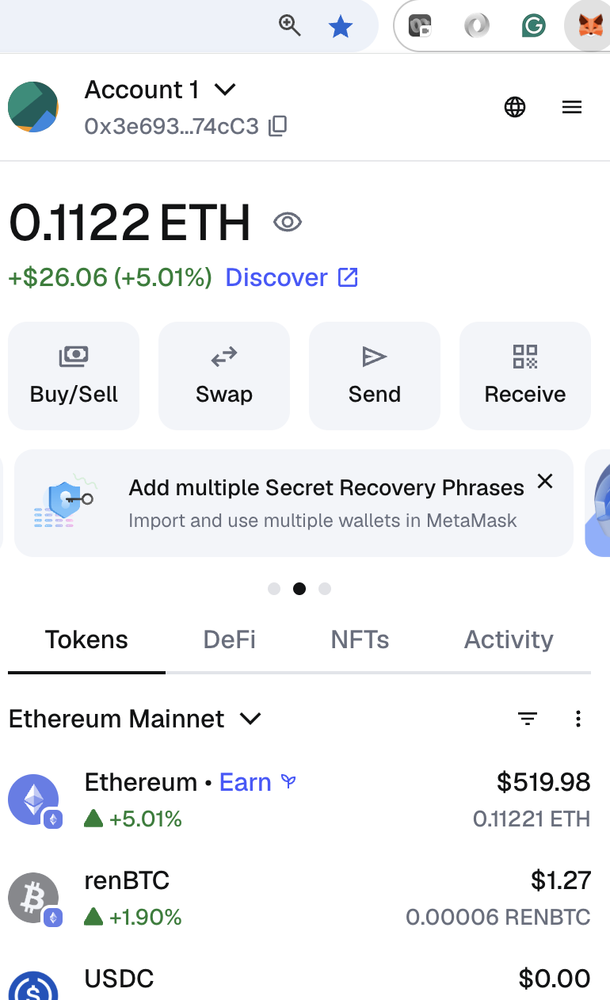 Account 1
0x3e693...74cC3
0.1122 ETH
+$26.06 (+5.01%) Discover
Buy/Sell Swap Send Receive
Add multiple Secret Recovery Phrases
Import and use multiple wallets in MetaMask
Tokens DeFi NFTs Activity
Ethereum Mainnet
Ethereum • Earn $519.98
+5.01% 0.11221 ETH
renBTC $1.27
+1.90% 0.00006 RENBTC
USDC $0.00